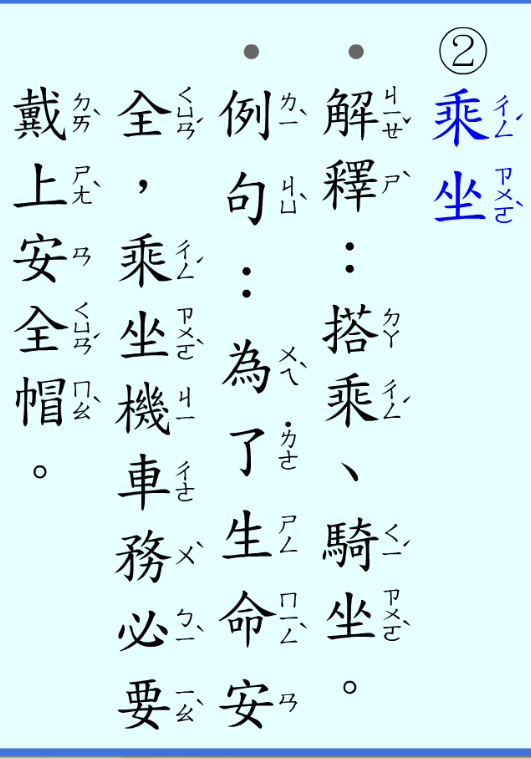 ②乘坐
解釋：搭乘、騎坐。
例句：為了生命安
全，乘坐機車務必要
戴上安全帽。